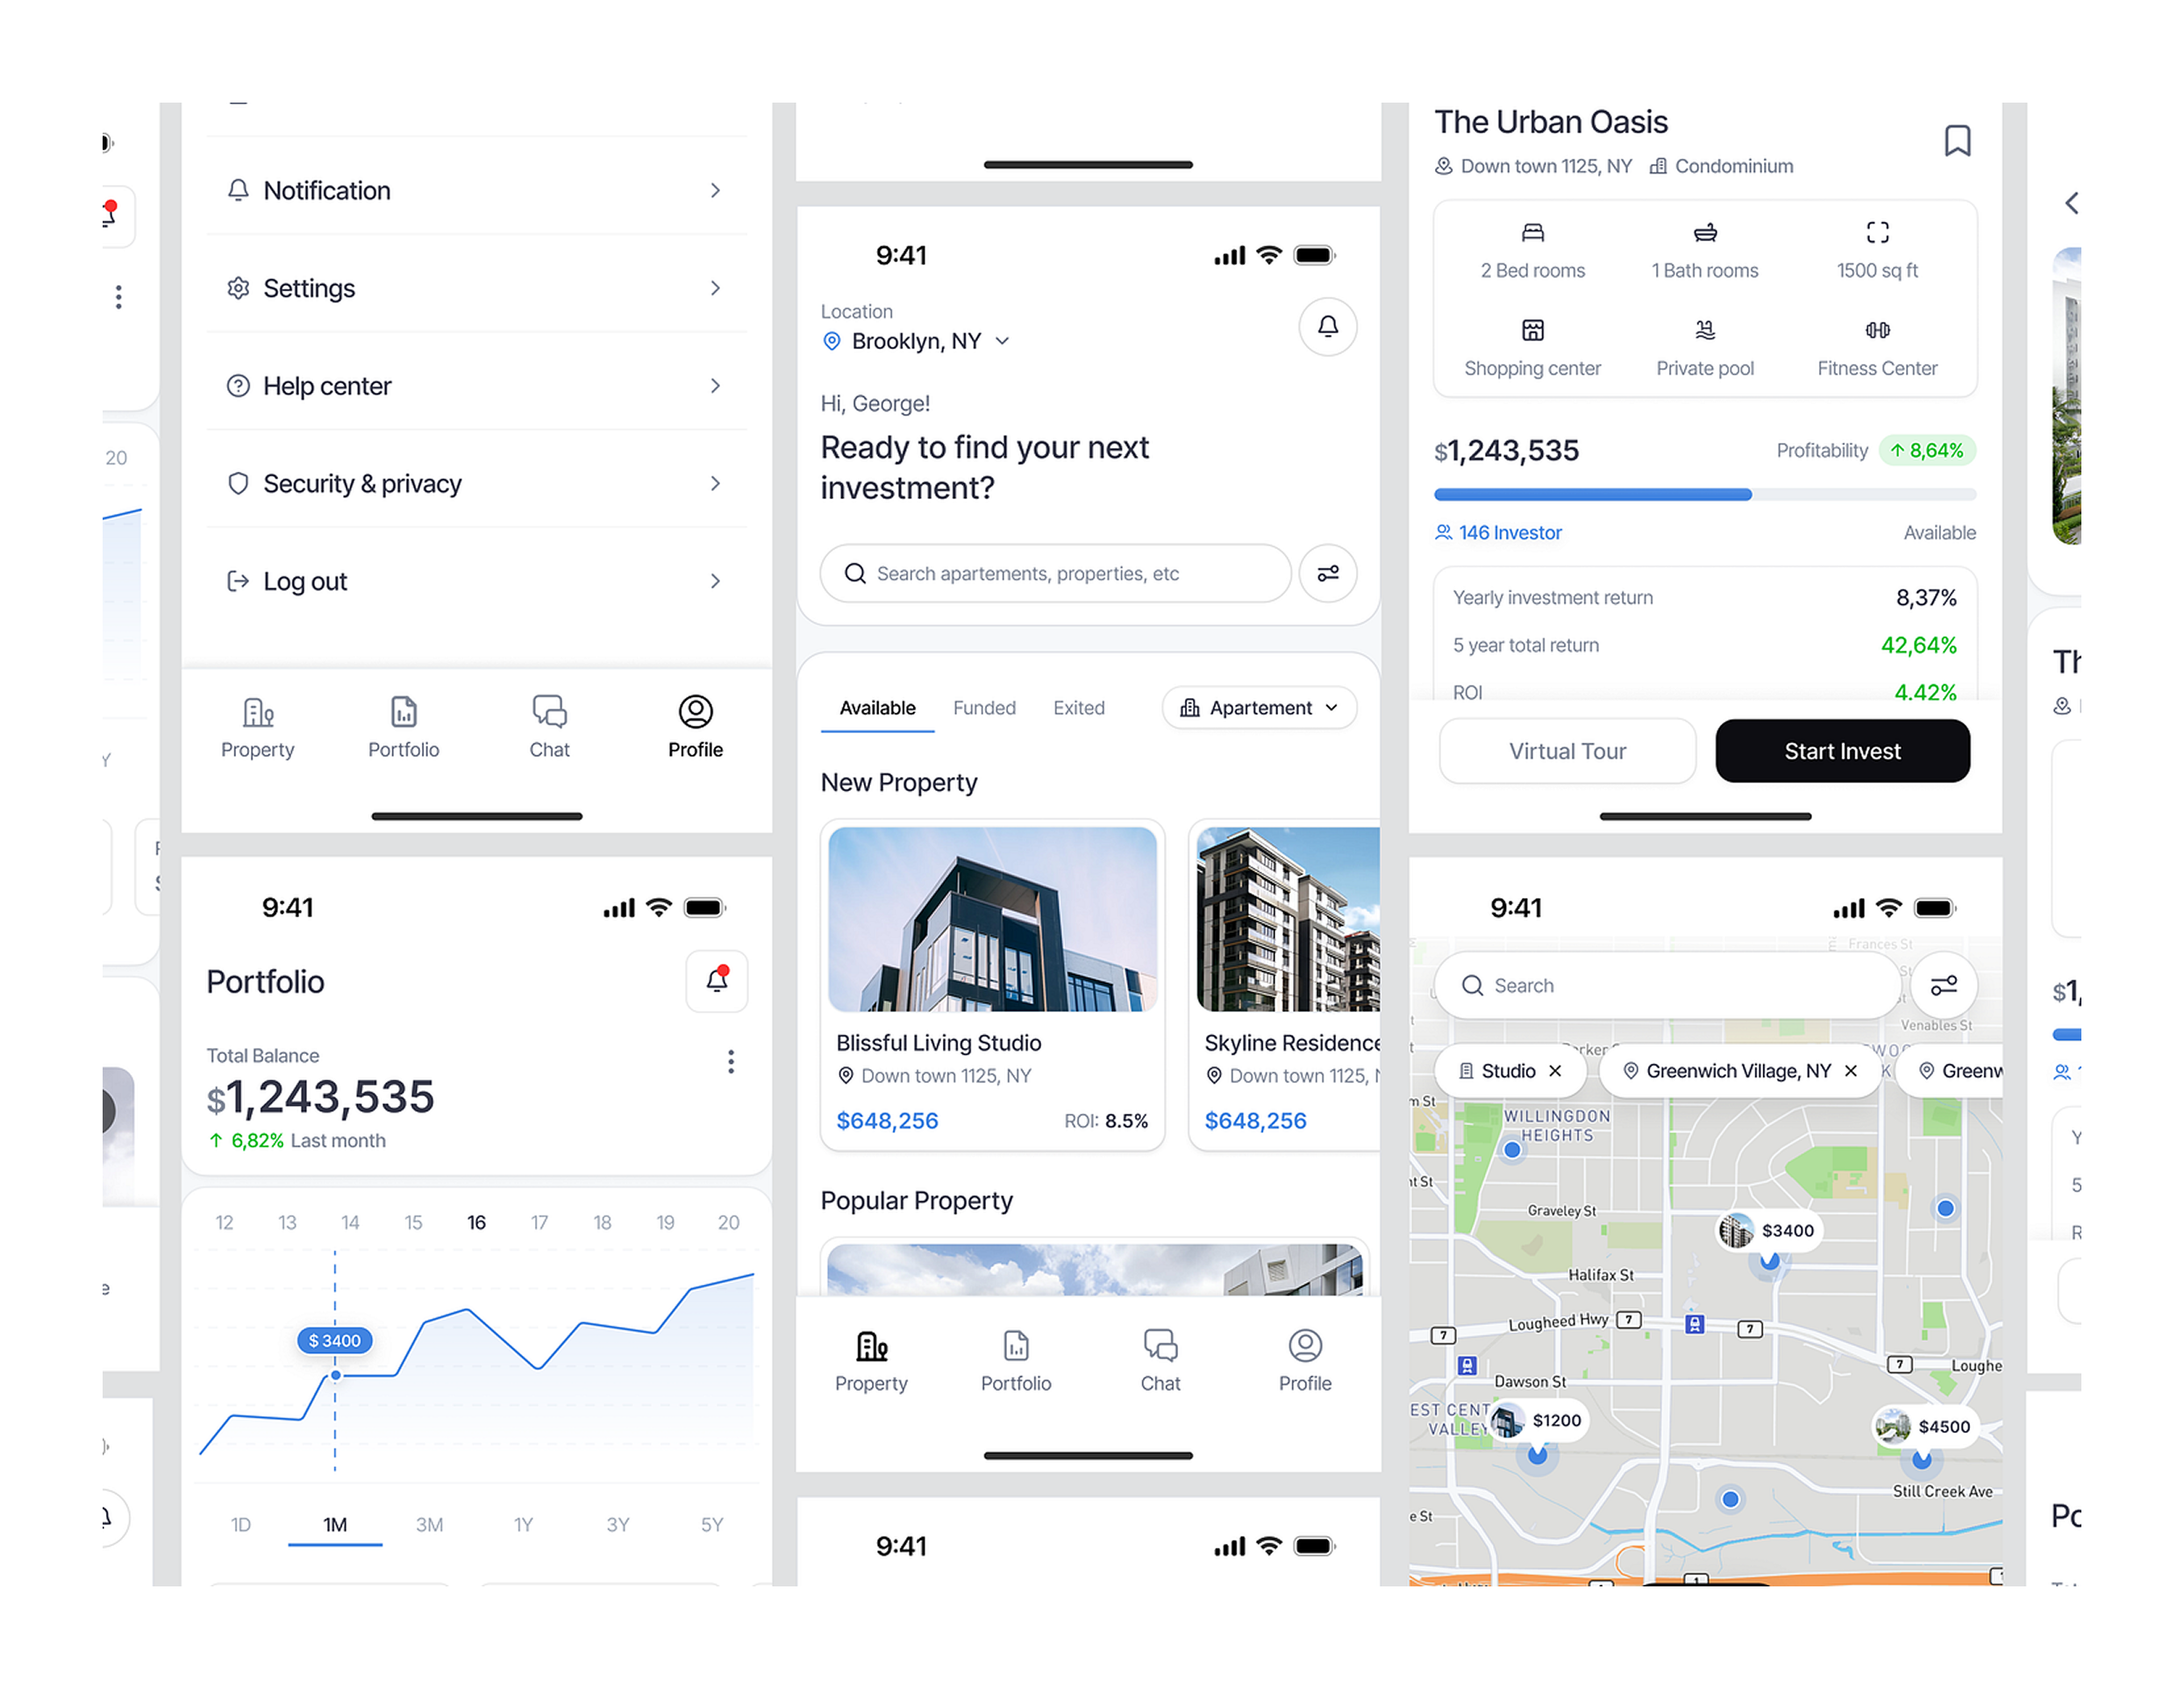 20
Y
F
e
Notification
Settings
Help center
Security & privacy
Log out
Property
Portfolio
Chat
Profile
9:41
Portfolio
Total Balance
$1,243,535
↑ 6,82% Last month
12 13 14 15 16 17 18 19 20
$ 3400
1D 1M 3M 1Y 3Y 5Y
9:41
Location
Brooklyn, NY
Hi, George!
Ready to find your next
investment?
Search apartements, properties, etc
Available Funded Exited Apartement
New Property
Blissful Living Studio
Down town 1125, NY
$648,256 ROI: 8.5%
Skyline Residence
Down town 1125, N
$648,256
Popular Property
Property Portfolio Chat Profile
9:41
The Urban Oasis
Down town 1125, NY Condominium
2 Bed rooms 1 Bath rooms 1500 sq ft
Shopping center Private pool Fitness Center
$1,243,535 Profitability ↑ 8,64%
146 Investor Available
Yearly investment return 8,37%
5 year total return 42,64%
ROI 4.42%
Virtual Tour Start Invest
9:41
Frances St
Search
Venables St
Studio Greenwich Village, NY Greenw
WILLINGDON
HEIGHTS
Graveley St
$3400
Halifax St
Lougheed Hwy 7
7 7
7 Loughe
Dawson St
EST CENT
VALLEY
$1200
$4500
Still Creek Ave
e St
1
Th
$1,
Y
5
R
Po